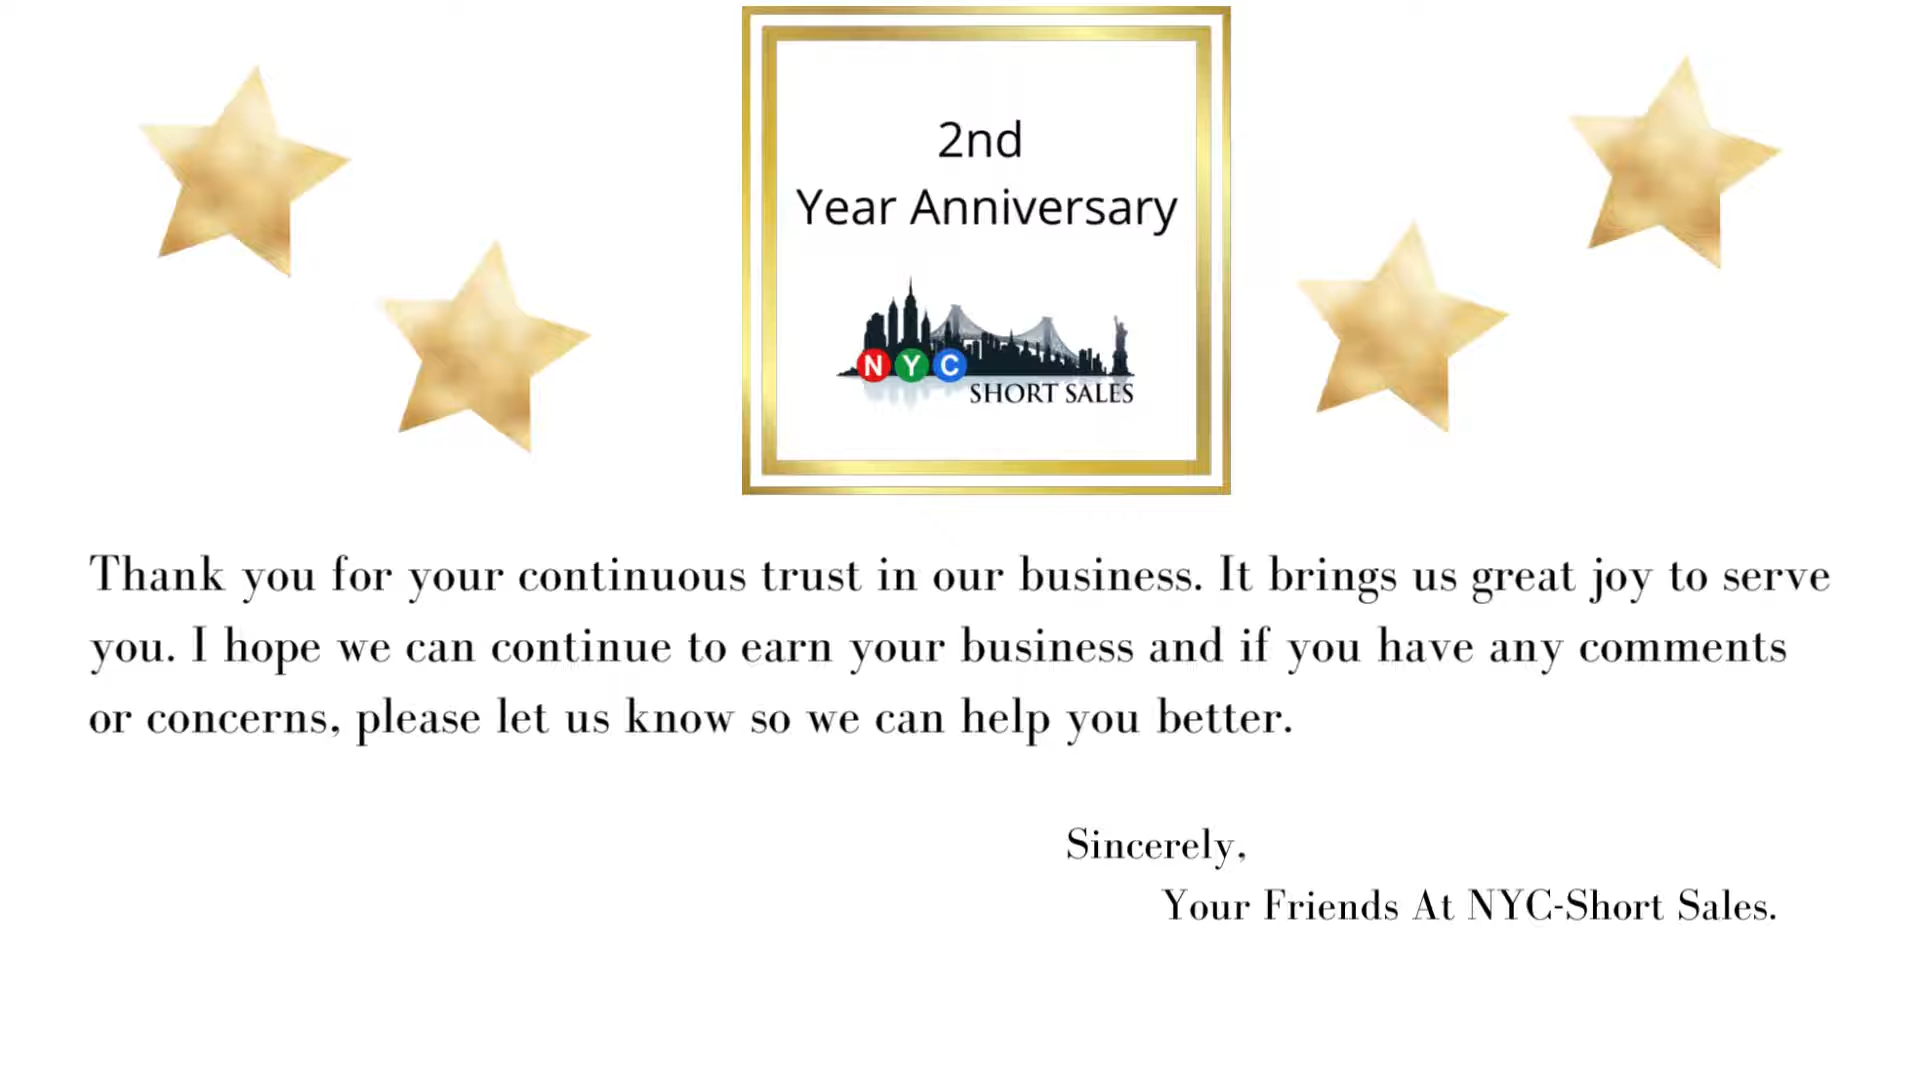 2nd
Year Anniversary
NYC
SHORT SALES
Thank you for your continuous trust in our business. It brings us great joy to serve
you. I hope we can continue to earn your business and if you have any comments
or concerns, please let us know so we can help you better.
Sincerely,
Your Friends At NYC-Short Sales.